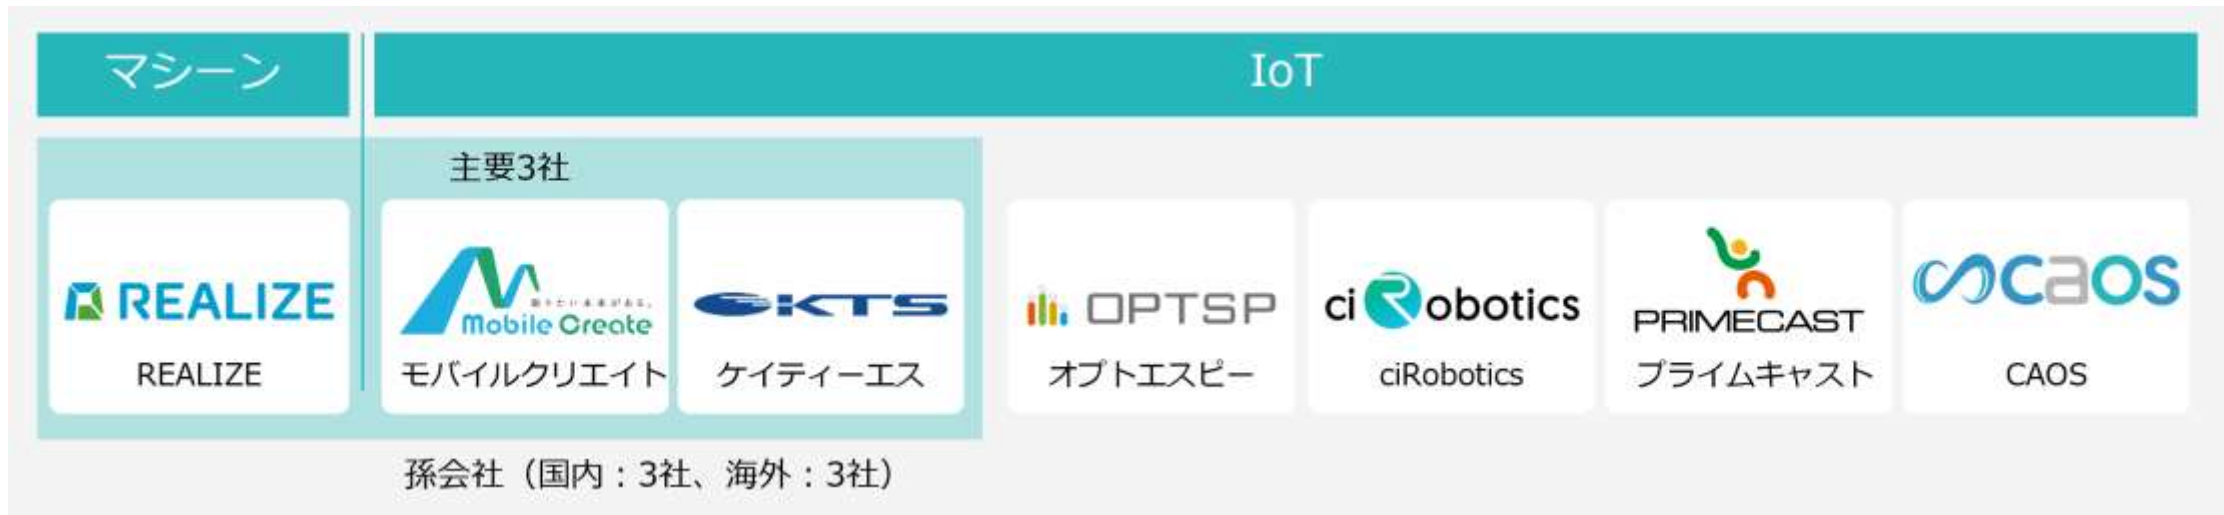 マシーン
IoT
主要3社
REALIZE
Mobile Create
KTS
OPTSP
ciRobotics
PRIMECAST
caos
REALIZE
モバイルクリエイト
ケイティーエス
オプトエスピー
ciRobotics
プライムキャスト
CAOS
孫会社（国内：3社、海外：3社）